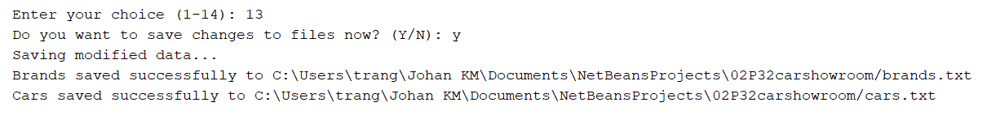 Enter your choice (1-14): 13
Do you want to save changes to files now? (Y/N): y
Saving modified data...
Brands saved successfully to C:\Users\trang\Johan KM\Documents\NetBeansProjects\02P32carshowroom/brands.txt
Cars saved successfully to C:\Users\trang\Johan KM\Documents\NetBeansProjects\02P32carshowroom/cars.txt